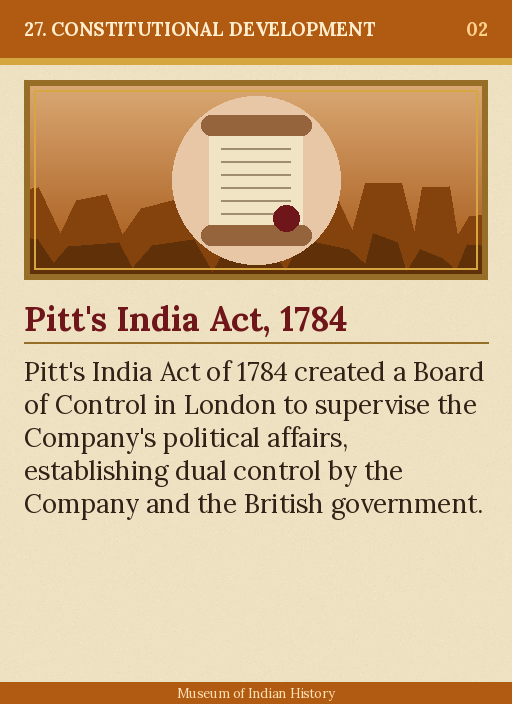 27. CONSTITUTIONAL DEVELOPMENT 02
Pitt's India Act, 1784
Pitt's India Act of 1784 created a Board
of Control in London to supervise the
Company's political affairs,
establishing dual control by the
Company and the British government.
Museum of Indian History